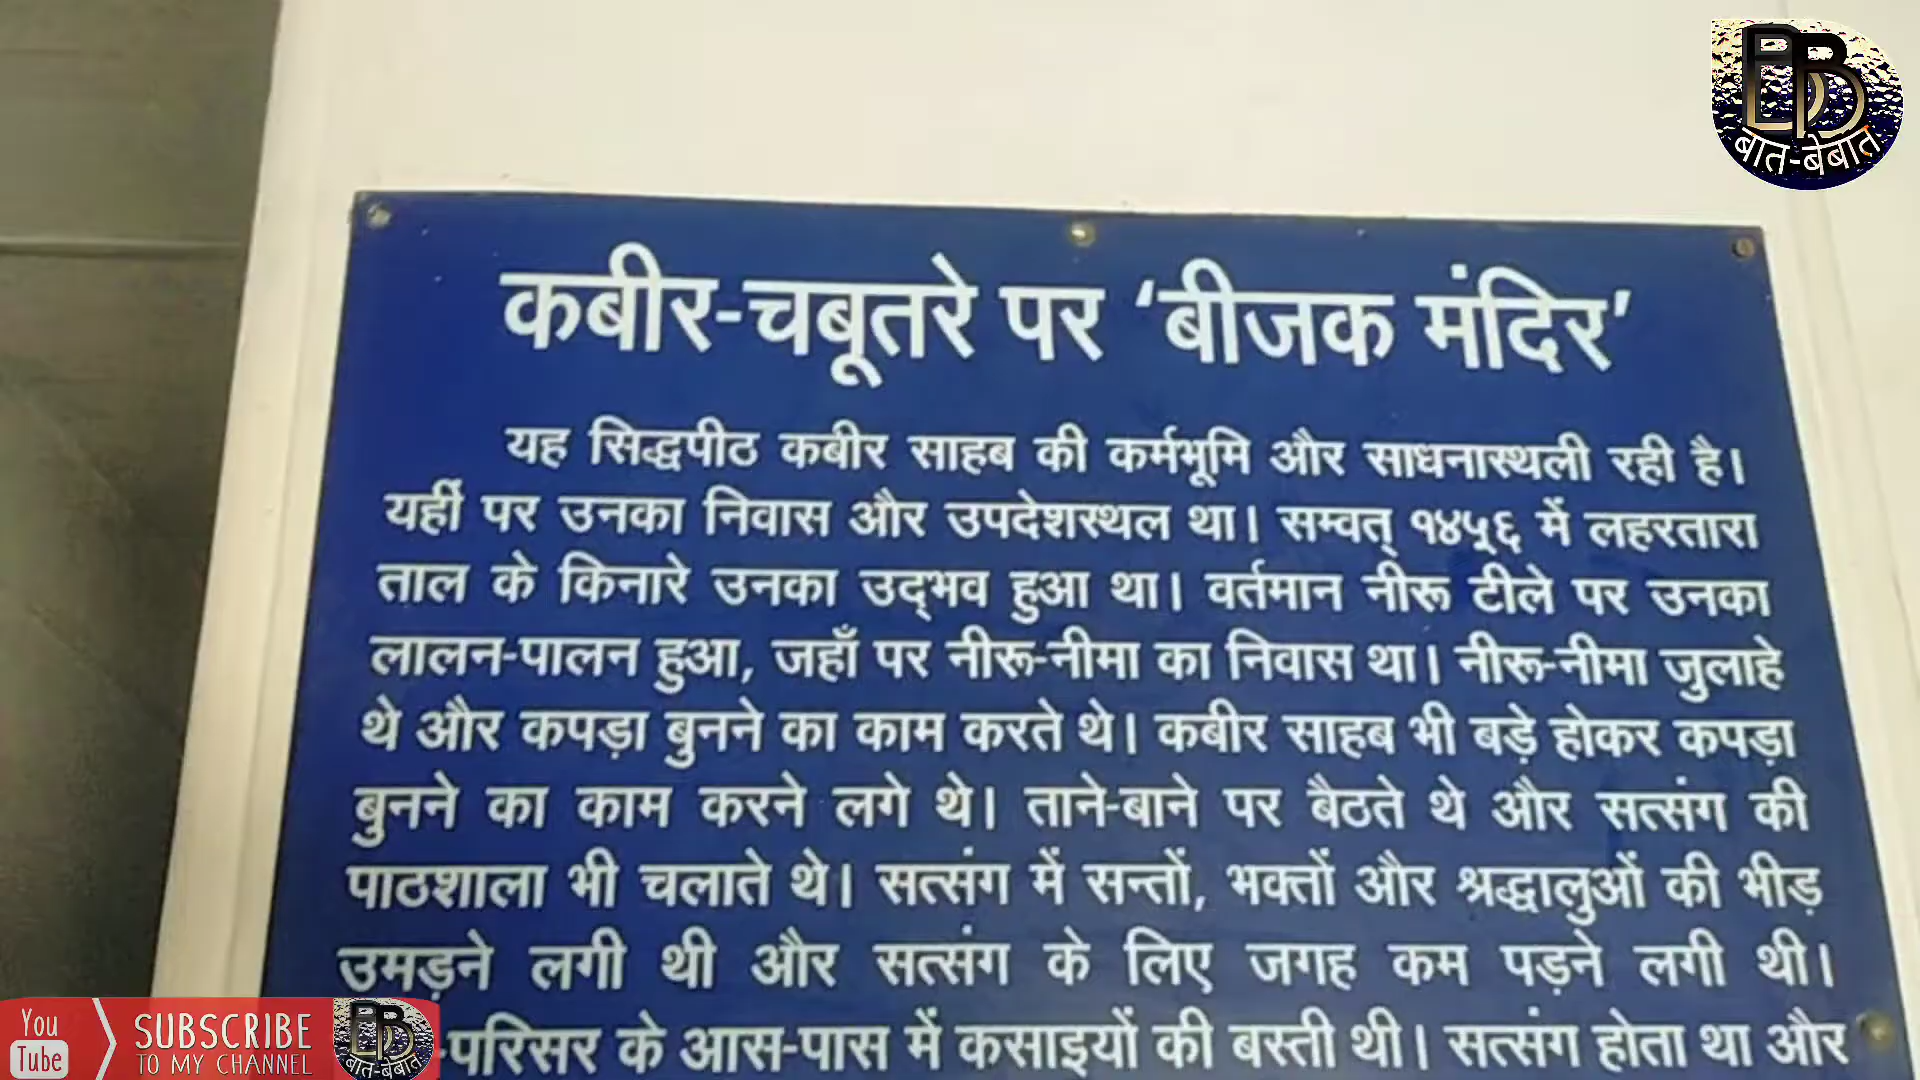 BDB
बात-बेबात
कबीर-चबूतरे पर ‘बीजक मंदिर’
यह सिद्धपीठ कबीर साहब की कर्मभूमि और साधनास्थली रही है।
यहीं पर उनका निवास और उपदेशस्थल था। सम्वत् १४५६ में लहरतारा
ताल के किनारे उनका उद्भव हुआ था। वर्तमान नीरू टीले पर उनका
लालन-पालन हुआ, जहाँ पर नीरू-नीमा का निवास था। नीरू-नीमा जुलाहे
थे और कपड़ा बुनने का काम करते थे। कबीर साहब भी बड़े होकर कपड़ा
बुनने का काम करने लगे थे। ताने-बाने पर बैठते थे और सत्संग की
पाठशाला भी चलाते थे। सत्संग में सन्तों, भक्तों और श्रद्धालुओं की भीड़
उमड़ने लगी थी और सत्संग के लिए जगह कम पड़ने लगी थी।
-परिसर के आस-पास में कसाइयों की बस्ती थी। सत्संग होता था और
You
Tube
SUBSCRIBE
TO MY CHANNEL
BDB
बात-बेबात